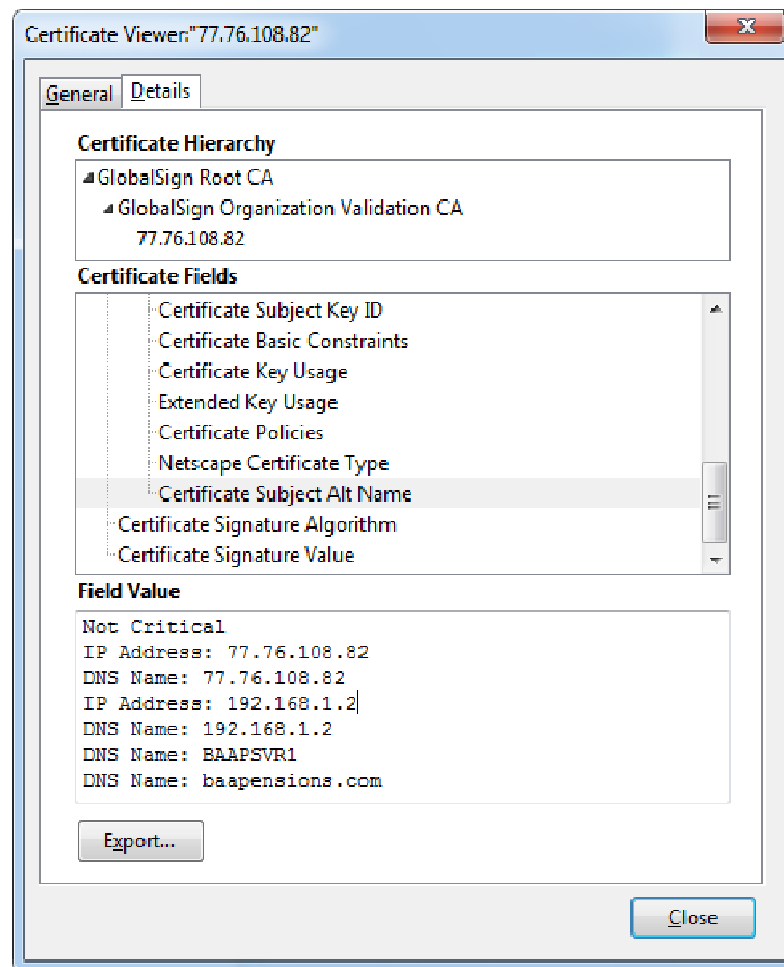 Certificate Viewer:"77.76.108.82"
General Details
Certificate Hierarchy
GlobalSign Root CA
GlobalSign Organization Validation CA
77.76.108.82
Certificate Fields
Certificate Subject Key ID
Certificate Basic Constraints
Certificate Key Usage
Extended Key Usage
Certificate Policies
Netscape Certificate Type
Certificate Subject Alt Name
Certificate Signature Algorithm
Certificate Signature Value
Field Value
Not Critical
IP Address: 77.76.108.82
DNS Name: 77.76.108.82
IP Address: 192.168.1.2
DNS Name: 192.168.1.2
DNS Name: BAAPSVR1
DNS Name: baapensions.com
Export...
Close